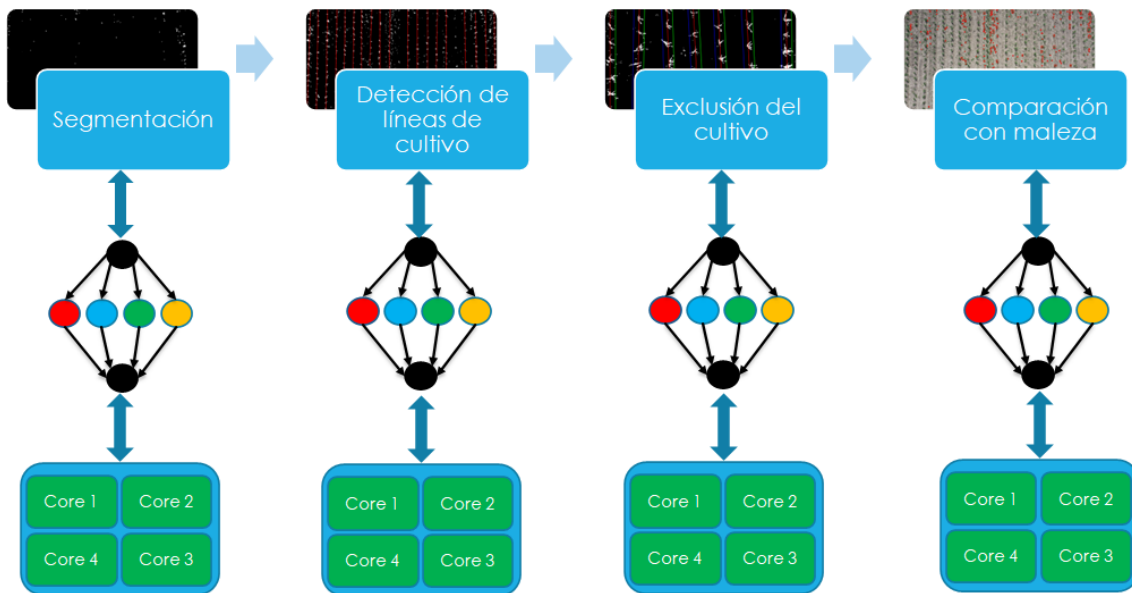 Segmentación
Detección de
líneas de
cultivo
Exclusión del
cultivo
Comparación
con maleza
Core 1
Core 2
Core 4
Core 3
Core 1
Core 2
Core 4
Core 3
Core 1
Core 2
Core 4
Core 3
Core 1
Core 2
Core 4
Core 3